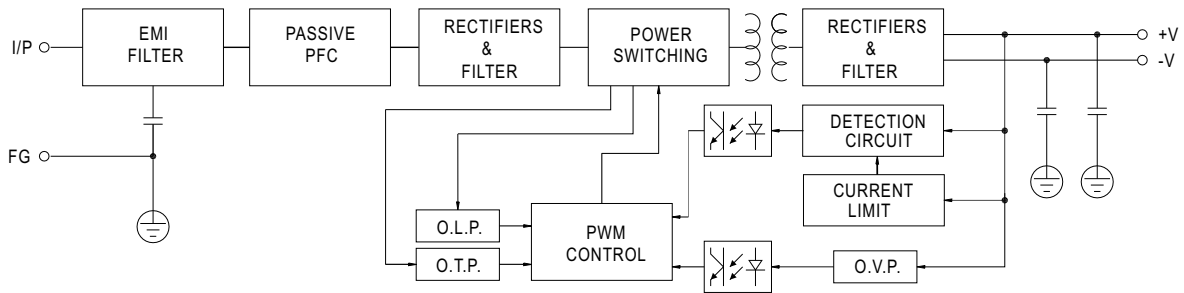 I/P
EMI
FILTER
PASSIVE
PFC
RECTIFIERS
&
FILTER
POWER
SWITCHING
RECTIFIERS
&
FILTER
+V
-V
FG
DETECTION
CIRCUIT
CURRENT
LIMIT
O.L.P.
O.T.P.
PWM
CONTROL
O.V.P.